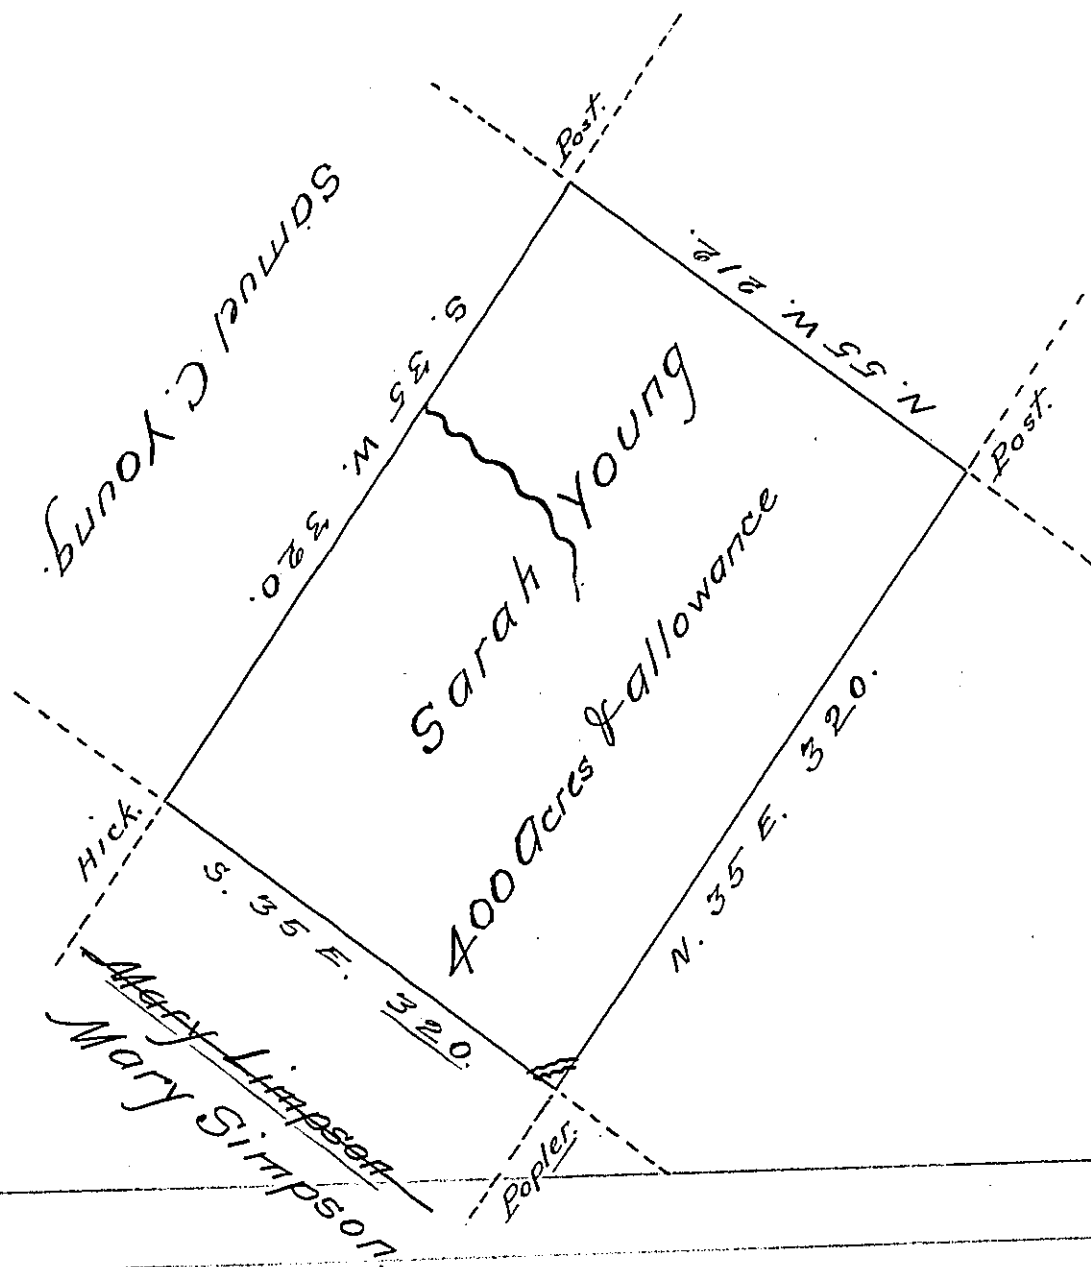 Post.
Samuel C. Young.
N. 55 W. 212.
S. 35 W. 320.
Post.
Sarah Young
400 Acres & allowance
N. 35 E. 320.
Hick.
S. 35 E. 320.
Mary Limpson
Mary Simpson
Popler.